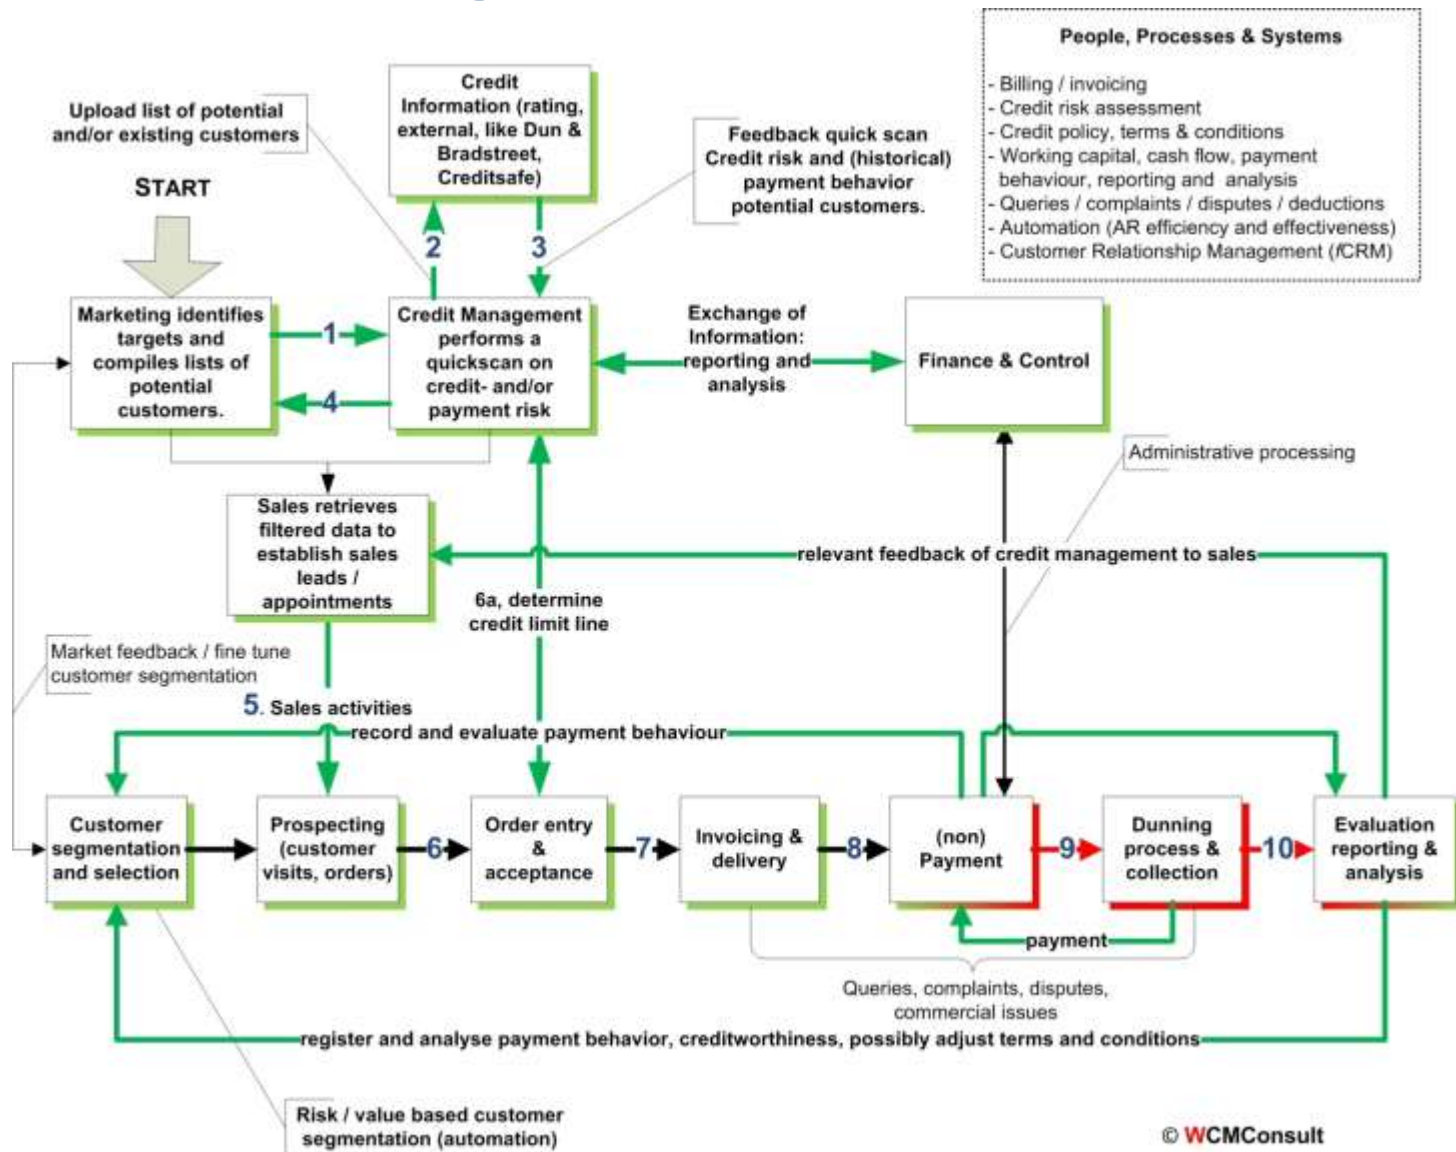 People, Processes & Systems
- Billing / invoicing
- Credit risk assessment
- Credit policy, terms & conditions
- Working capital, cash flow, payment
behaviour, reporting and analysis
- Queries / complaints / disputes / deductions
- Automation (AR efficiency and effectiveness)
- Customer Relationship Management (fCRM)
Credit
Information (rating,
external, like Dun &
Bradstreet,
Creditsafe)
Upload list of potential
and/or existing customers
Feedback quick scan
Credit risk and (historical)
payment behavior
potential customers.
START
2
3
Marketing identifies
targets and
compiles lists of
potential
customers.
1
4
Credit Management
performs a
quickscan on
credit- and/or
payment risk
Exchange of
Information:
reporting and
analysis
Finance & Control
Administrative processing
Sales retrieves
filtered data to
establish sales
leads /
appointments
relevant feedback of credit management to sales
6a, determine
credit limit line
Market feedback / fine tune
customer segmentation
5. Sales activities
record and evaluate payment behaviour
Customer
segmentation
and selection
Prospecting
(customer
visits, orders)
6
Order entry
&
acceptance
7
Invoicing &
delivery
8
(non)
Payment
9
Dunning
process &
collection
10
Evaluation
reporting &
analysis
payment
Queries, complaints, disputes,
commercial issues
register and analyse payment behavior, creditworthiness, possibly adjust terms and conditions
Risk / value based customer
segmentation (automation)
© WCMConsult